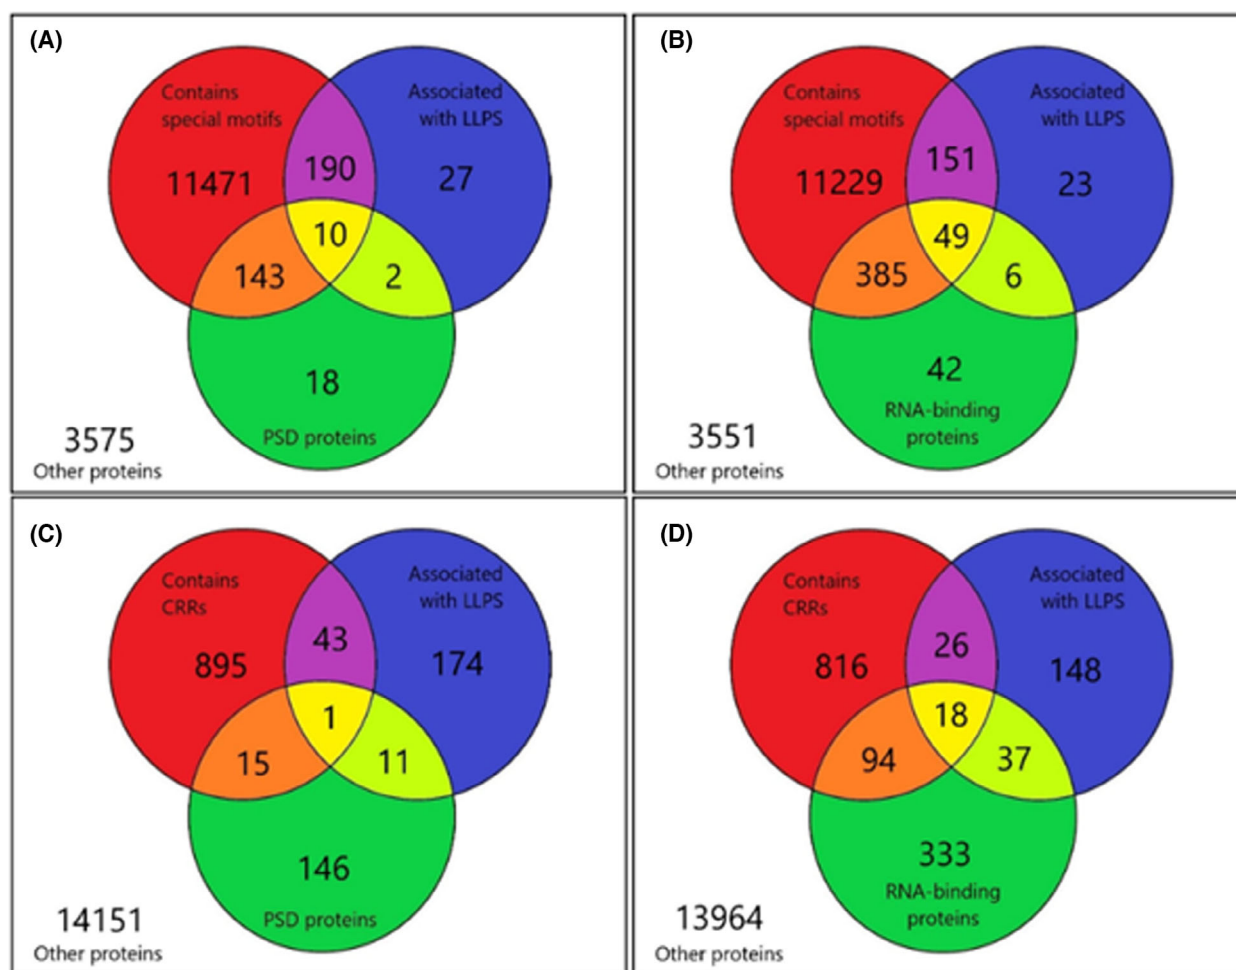 (A)
Contains
special motifs
Associated
with LLPS
11471
190
27
10
143
2
18
PSD proteins
3575
Other proteins
(B)
Contains
special motifs
Associated
with LLPS
11229
151
23
49
385
6
42
RNA-binding
proteins
3551
Other proteins
(C)
Contains
CRRs
Associated
with LLPS
895
43
174
1
15
11
146
PSD proteins
14151
Other proteins
(D)
Contains
CRRs
Associated
with LLPS
816
26
148
18
94
37
333
RNA-binding
proteins
13964
Other proteins